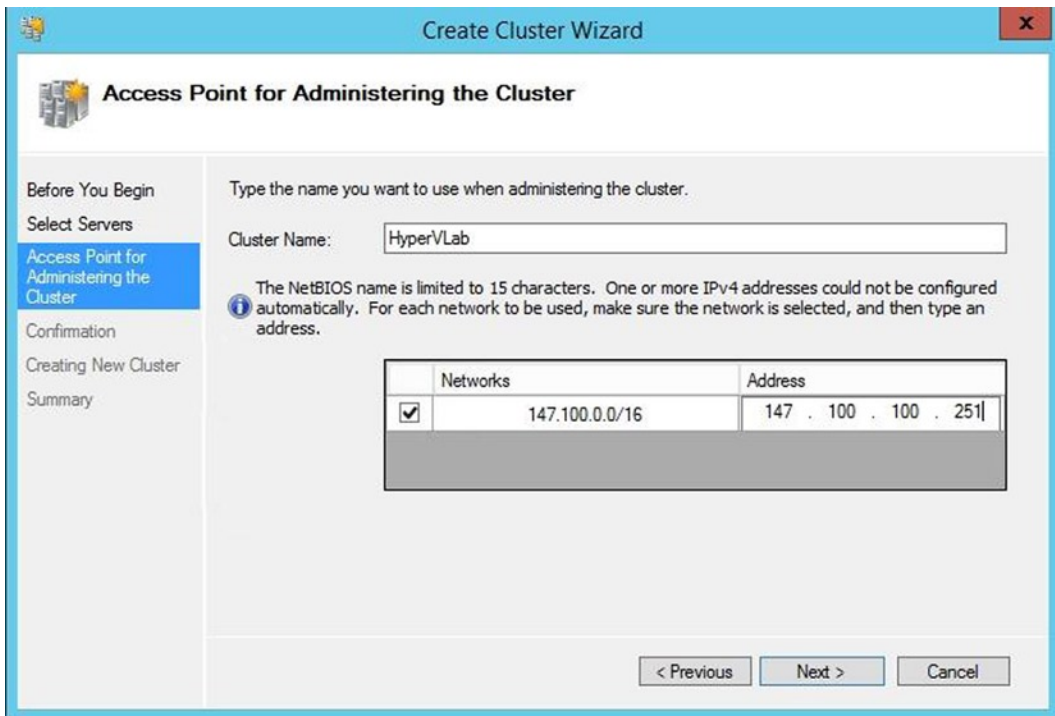 Create Cluster Wizard
x
Access Point for Administering the Cluster
Before You Begin
Select Servers
Access Point for
Administering the
Cluster
Confirmation
Creating New Cluster
Summary
Type the name you want to use when administering the cluster.
Cluster Name: HyperVLab
The NetBIOS name is limited to 15 characters. One or more IPv4 addresses could not be configured
automatically. For each network to be used, make sure the network is selected, and then type an
address.
Networks Address
147.100.0.0/16 147 . 100 . 100 . 251
< Previous Next > Cancel